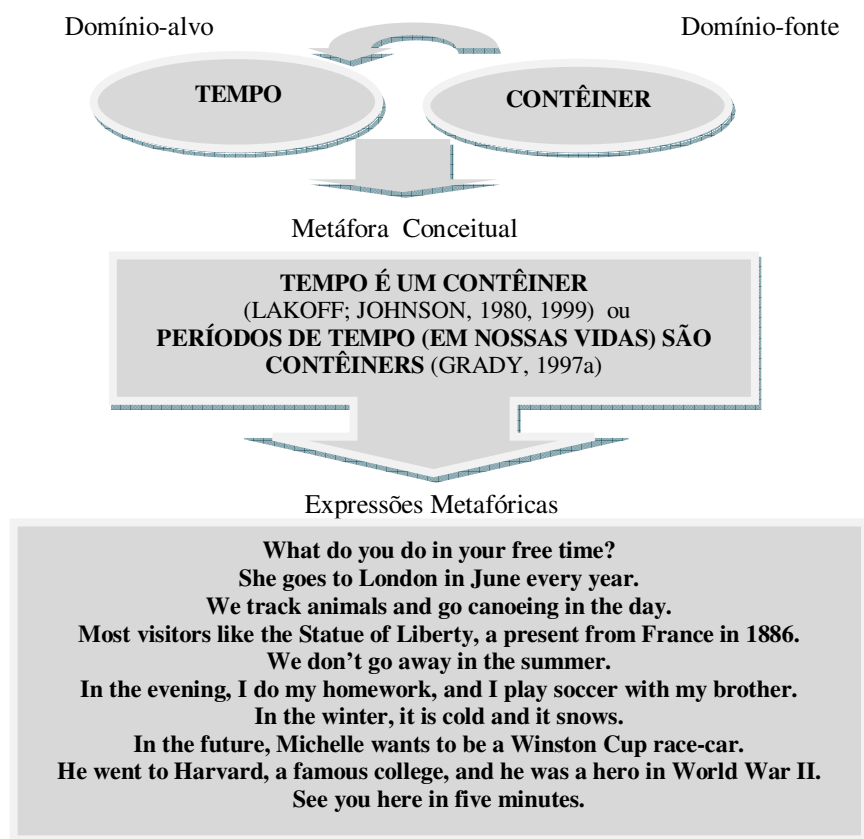 Domínio-alvo Domínio-fonte
TEMPO CONTÊINER
Metáfora Conceitual
TEMPO É UM CONTÊINER
(LAKOFF; JOHNSON, 1980, 1999) ou
PERÍODOS DE TEMPO (EM NOSSAS VIDAS) SÃO
CONTÊINERS (GRADY, 1997a)
Expressões Metafóricas
What do you do in your free time?
She goes to London in June every year.
We track animals and go canoeing in the day.
Most visitors like the Statue of Liberty, a present from France in 1886.
We don't go away in the summer.
In the evening, I do my homework, and I play soccer with my brother.
In the winter, it is cold and it snows.
In the future, Michelle wants to be a Winston Cup race-car.
He went to Harvard, a famous college, and he was a hero in World War II.
See you here in five minutes.